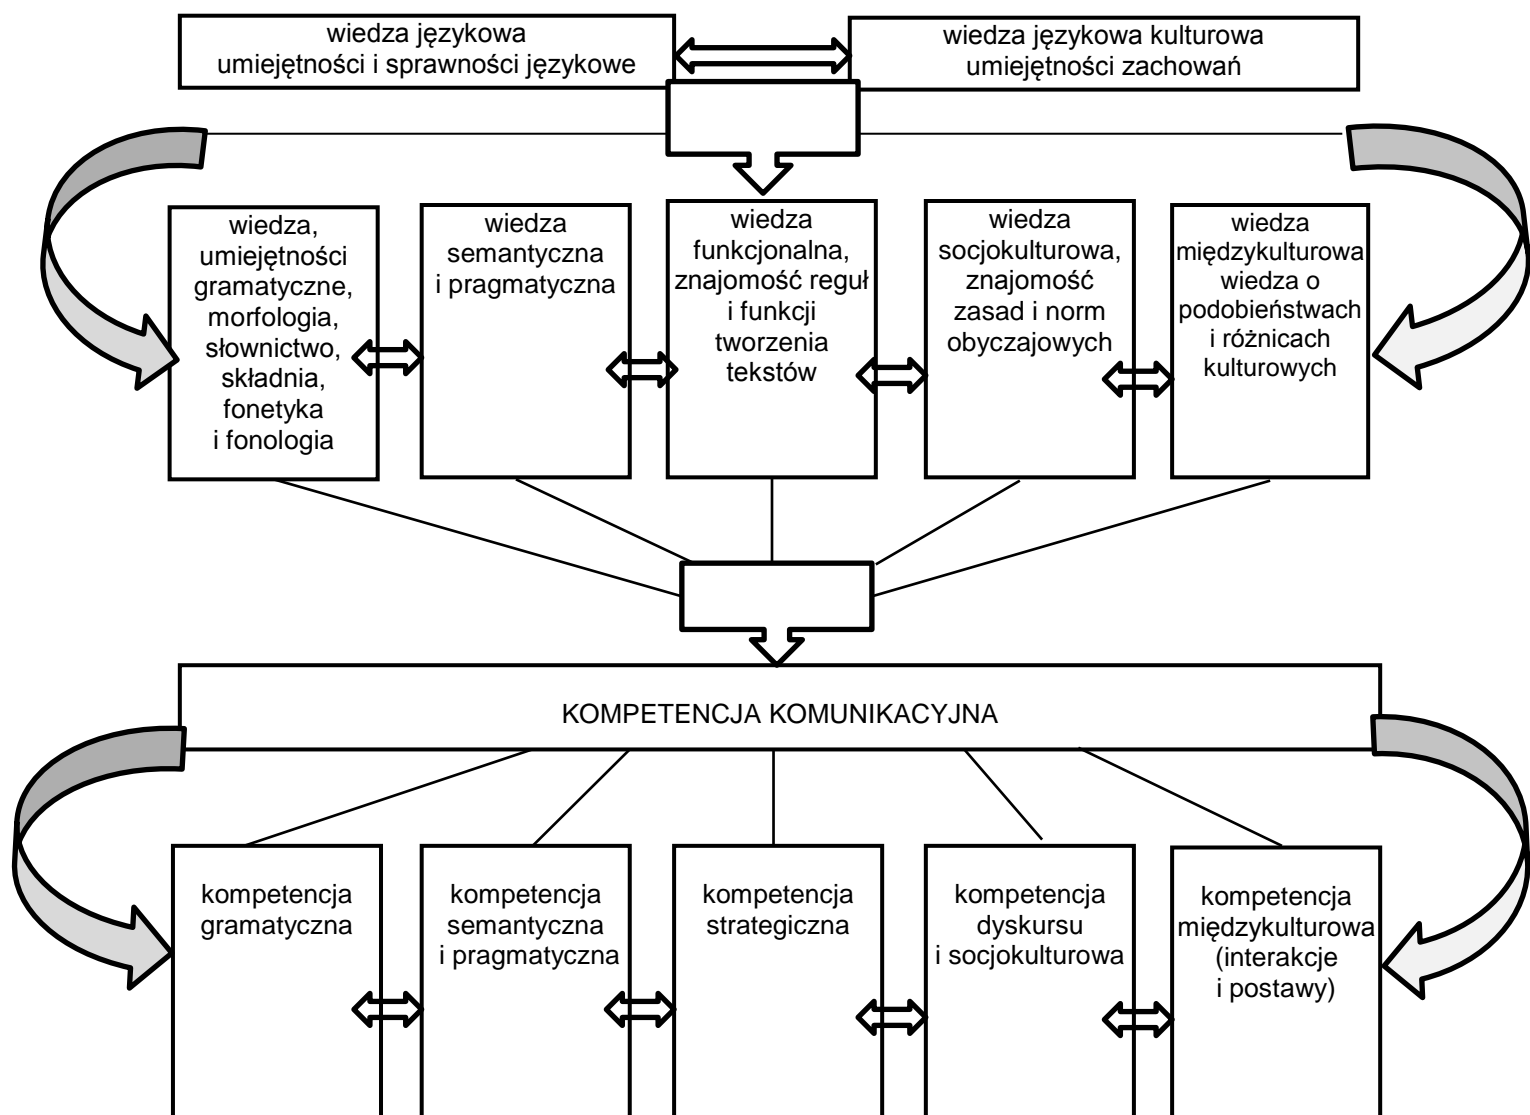 wiedza językowa
umiejętności i sprawności językowe
wiedza językowa kulturowa
umiejętności zachowań
wiedza,
umiejętności
gramatyczne,
morfologia,
słownictwo,
składnia,
fonetyka
i fonologia
wiedza
semantyczna
i pragmatyczna
wiedza
funkcjonalna,
znajomość reguł
i funkcji
tworzenia
tekstów
wiedza
socjokulturowa,
znajomość
zasad i norm
obyczajowych
wiedza
międzykulturowa
wiedza o
podobieństwach
i różnicach
kulturowych
KOMPETENCJA KOMUNIKACYJNA
kompetencja
gramatyczna
kompetencja
semantyczna
i pragmatyczna
kompetencja
strategiczna
kompetencja
dyskursu
i socjokulturowa
kompetencja
międzykulturowa
(interakcje
i postawy)